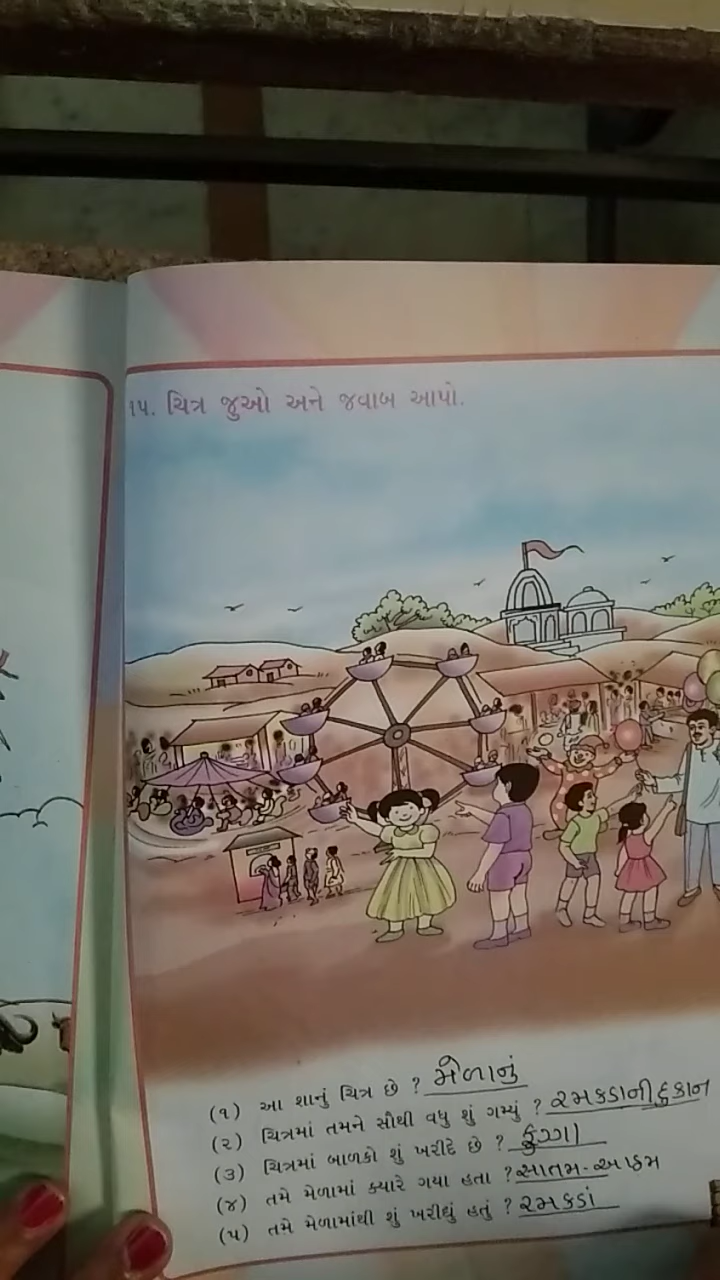 ૧૫. ચિત્ર જુઓ અને જવાબ આપો.
(૧) આ શાનું ચિત્ર છે ? મેળાનું
(૨) ચિત્રમાં તમને સૌથી વધુ શું ગમ્યું ? રમકડાની દુકાન
(૩) ચિત્રમાં બાળકો શું ખરીદે છે ? ફુગ્ગા
(૪) તમે મેળામાં ક્યારે ગયા હતા ? સાતમ-આઠમ
(૫) તમે મેળામાંથી શું ખરીદ્યું હતું ? રમકડાં